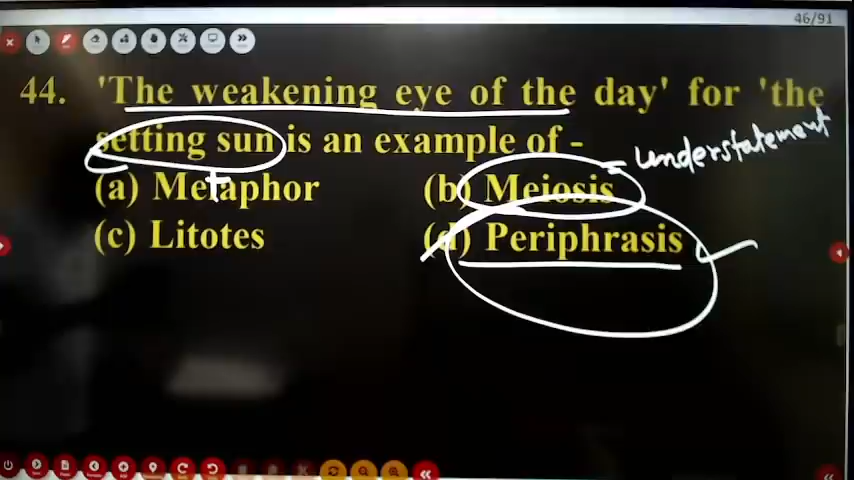 46/91
44. 'The weakening eye of the day' for 'the
setting sun is an example of -
understatement
(a) Metaphor (b) Meiosis
(c) Litotes (d) Periphrasis